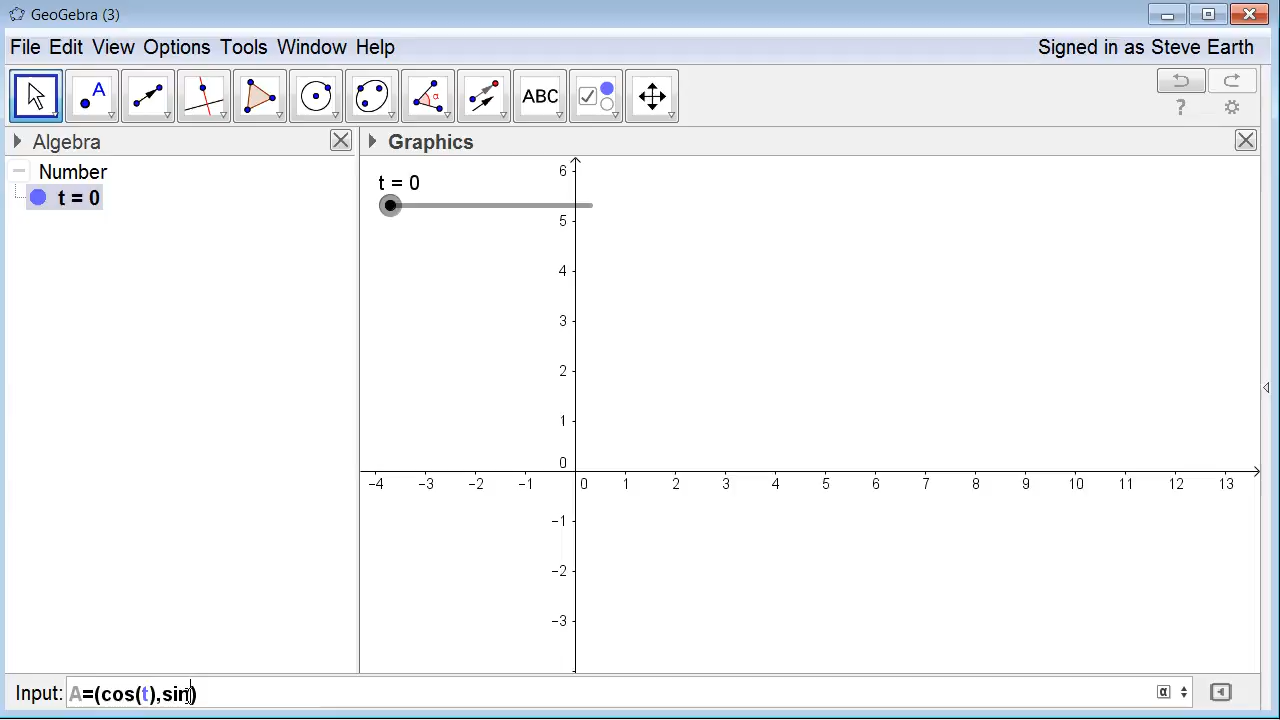 GeoGebra (3)
File Edit View Options Tools Window Help
Signed in as Steve Earth
A
α
ABC
?
Algebra
Graphics
Number
t = 0
t = 0
6
5
4
3
2
1
0
−1
−2
−3
−4 −3 −2 −1 0 1 2 3 4 5 6 7 8 9 10 11 12 13
Input: A=(cos(t),sin)
α